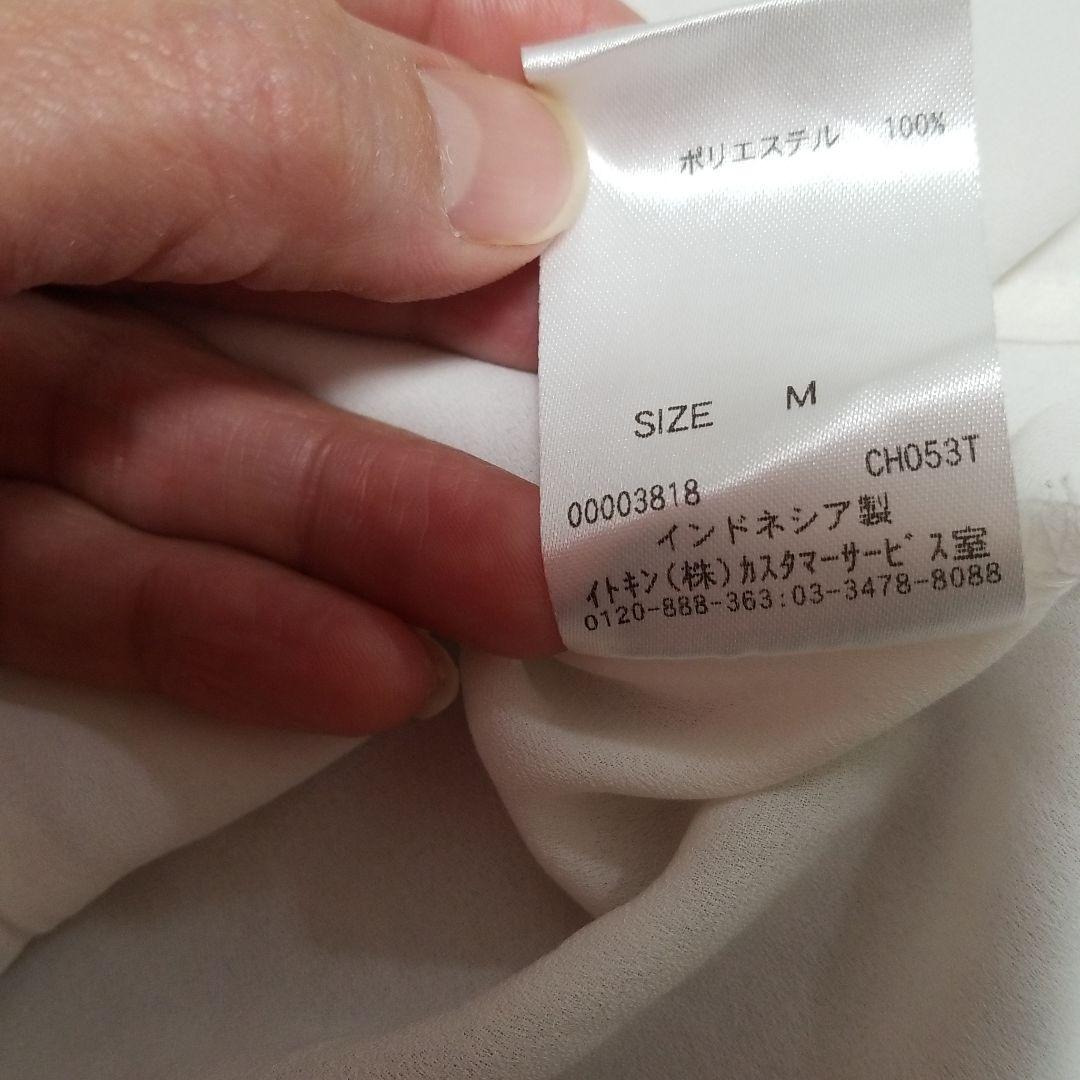 ポリエステル 100%
SIZE M
CH053T
00003818
インドネシア製
イトキン(株)カスタマーサービス室
0120-888-363:03-3478-8088